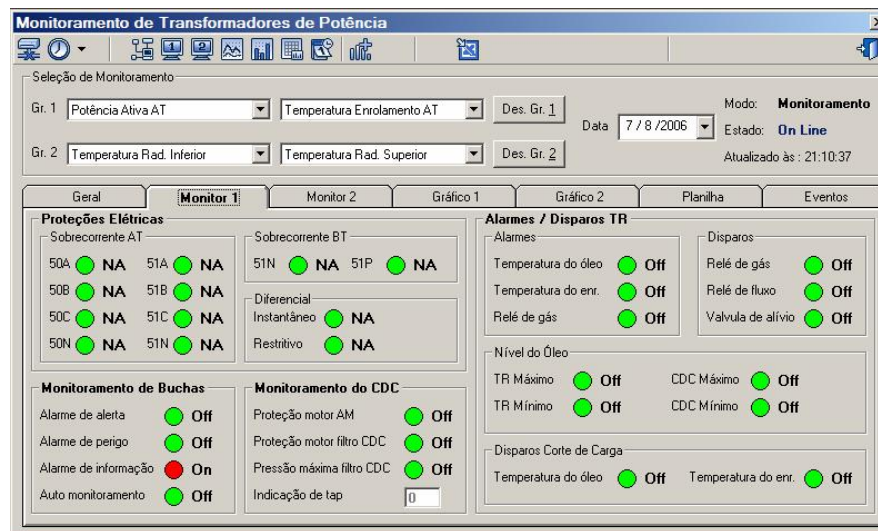 Monitoramento de Transformadores de Potência
Seleção de Monitoramento
Gr. 1 Potência Ativa AT Temperatura Enrolamento AT Des. Gr. 1
Data 7 / 8 /2006
Modo: Monitoramento
Estado: On Line
Gr. 2 Temperatura Rad. Inferior Temperatura Rad. Superior Des. Gr. 2
Atualizado às : 21:10:37
Geral Monitor 1 Monitor 2 Gráfico 1 Gráfico 2 Planilha Eventos
Proteções Elétricas
Sobrecorrente AT
50A NA 51A NA
50B NA 51B NA
50C NA 51C NA
50N NA 51N NA
Sobrecorrente BT
51N NA 51P NA
Diferencial
Instantâneo NA
Restritivo NA
Monitoramento de Buchas
Alarme de alerta Off
Alarme de perigo Off
Alarme de informação On
Auto monitoramento Off
Monitoramento do CDC
Proteção motor AM Off
Proteção motor filtro CDC Off
Pressão máxima filtro CDC Off
Indicação de tap 0
Alarmes / Disparos TR
Alarmes
Temperatura do óleo Off
Temperatura do enr. Off
Relé de gás Off
Disparos
Relé de gás Off
Relé de fluxo Off
Valvula de alívio Off
Nível do Óleo
TR Máximo Off CDC Máximo Off
TR Mínimo Off CDC Mínimo Off
Disparos Corte de Carga
Temperatura do óleo Off Temperatura do enr. Off